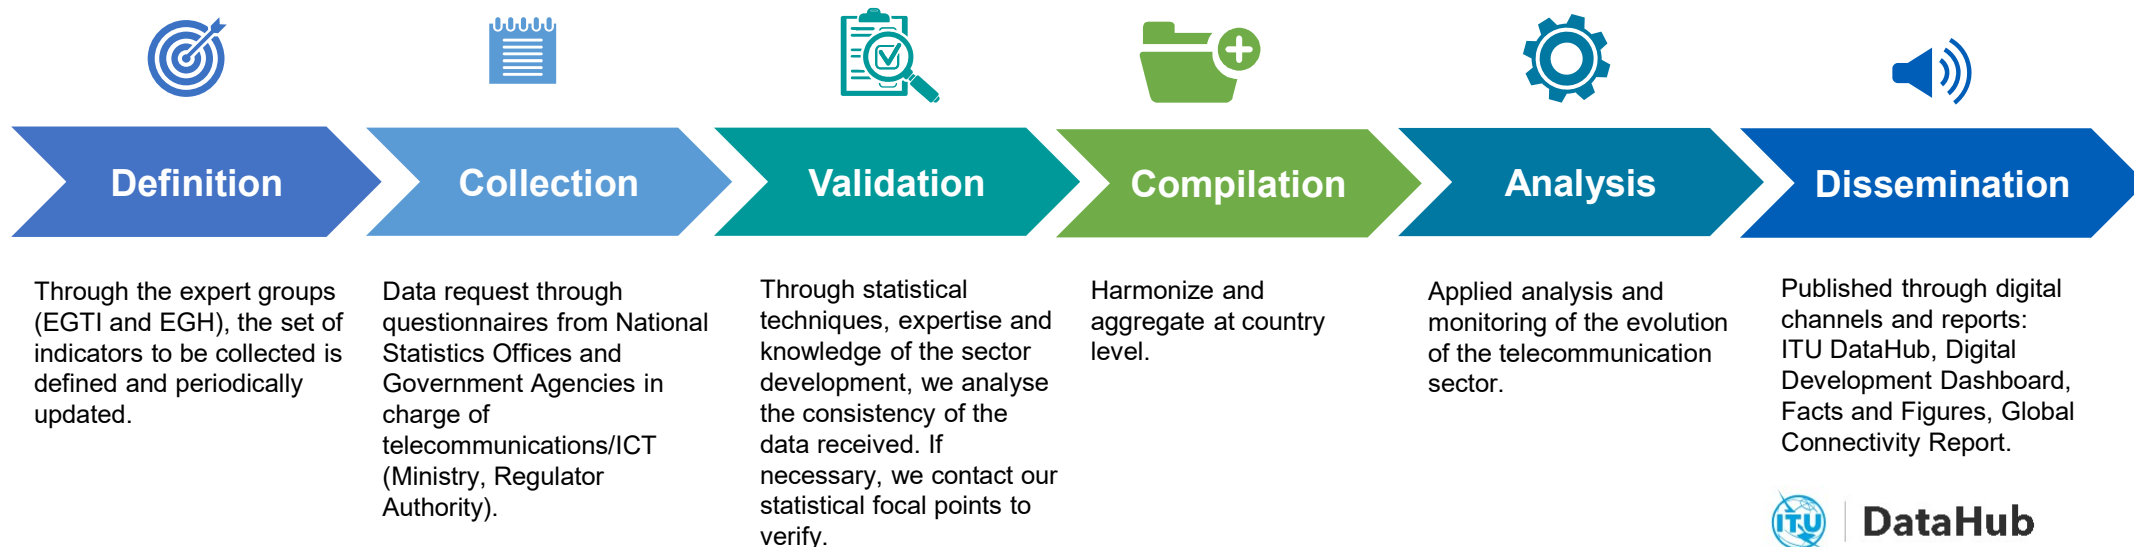 Definition
Collection
Validation
Compilation
Analysis
Dissemination
Through the expert groups
(EGTI and EGH), the set of
indicators to be collected is
defined and periodically
updated.
Data request through
questionnaires from National
Statistics Offices and
Government Agencies in
charge of
telecommunications/ICT
(Ministry, Regulator
Authority).
Through statistical
techniques, expertise and
knowledge of the sector
development, we analyse
the consistency of the
data received. If
necessary, we contact our
statistical focal points to
verify.
Harmonize and
aggregate at country
level.
Applied analysis and
monitoring of the evolution
of the telecommunication
sector.
Published through digital
channels and reports:
ITU DataHub, Digital
Development Dashboard,
Facts and Figures, Global
Connectivity Report.
ITU
DataHub